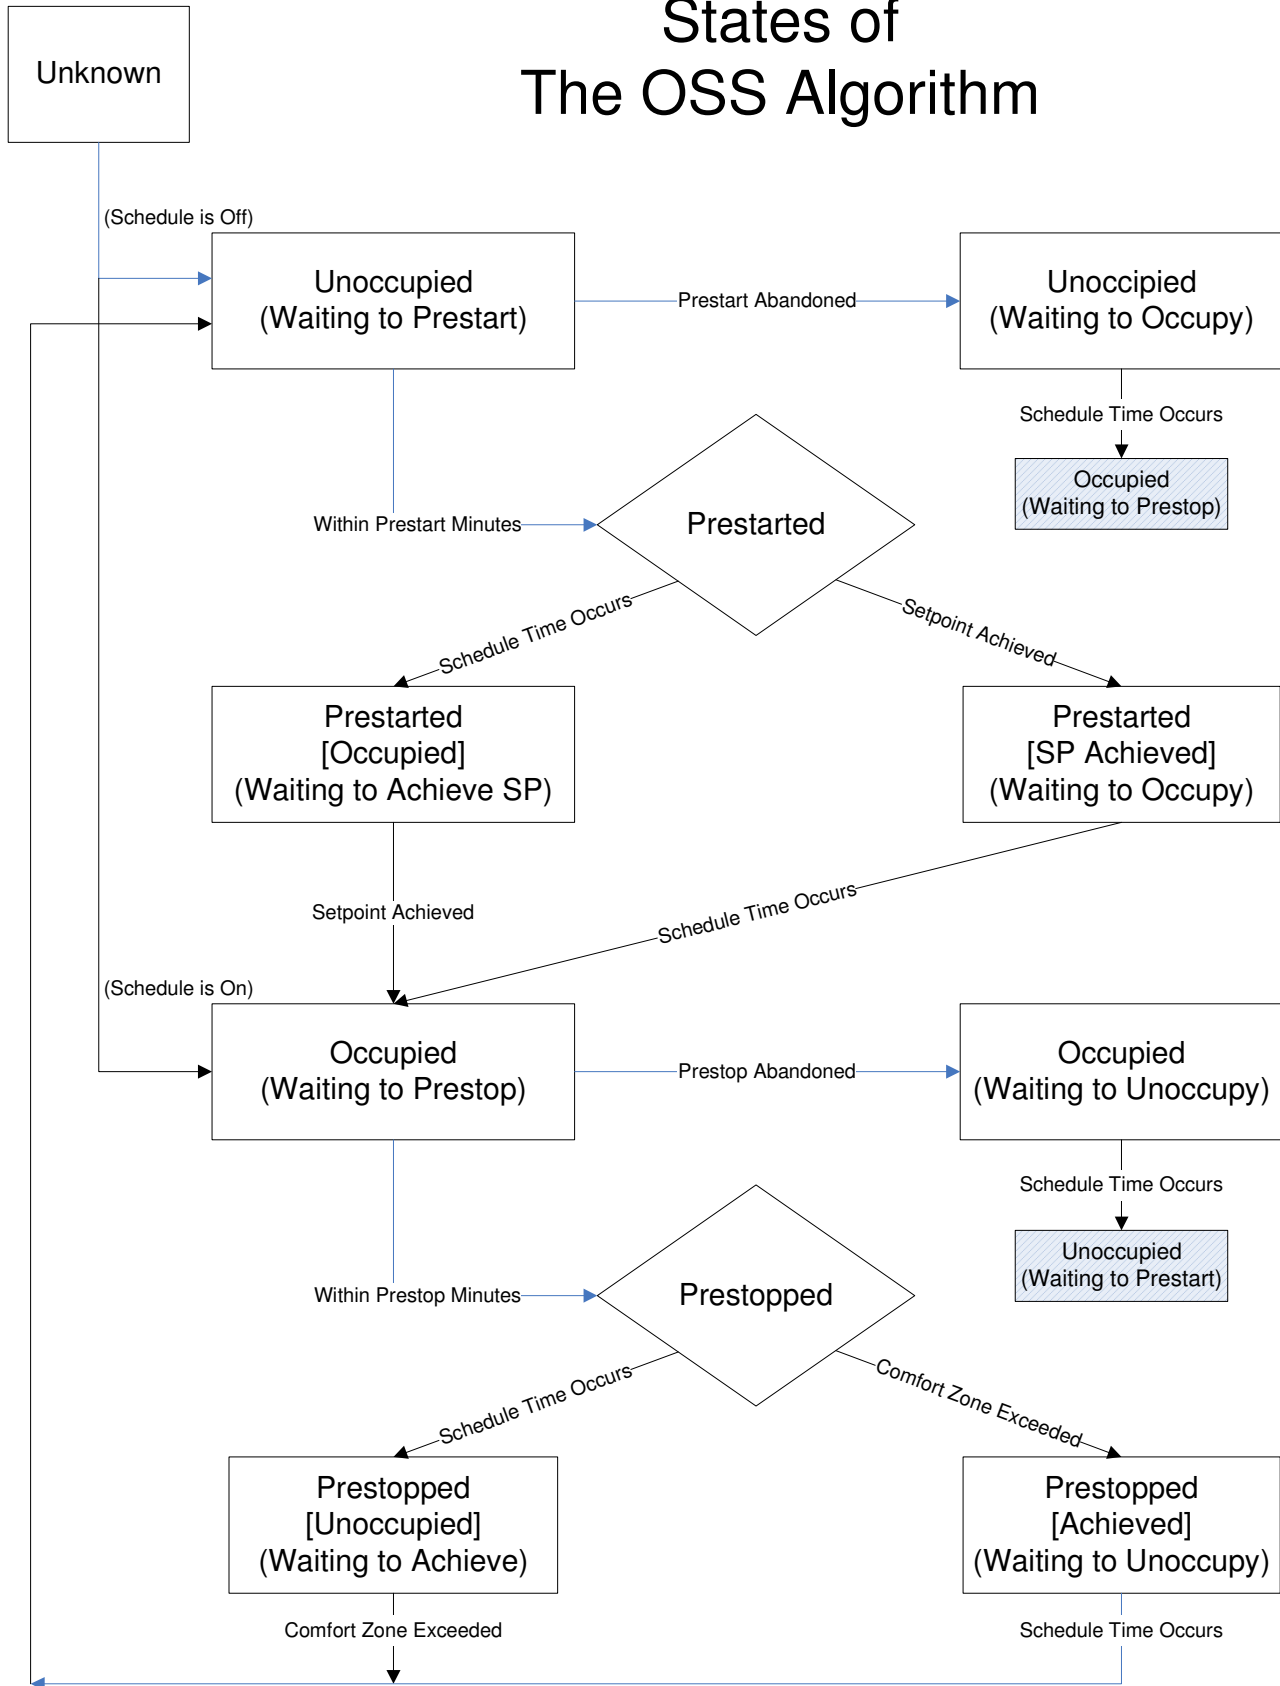 States of
The OSS Algorithm
Unknown
(Schedule is Off)
Unoccupied
(Waiting to Prestart)
Prestart Abandoned
Unoccipied
(Waiting to Occupy)
Schedule Time Occurs
Occupied
(Waiting to Prestop)
Within Prestart Minutes
Prestarted
Schedule Time Occurs
Setpoint Achieved
Prestarted
[Occupied]
(Waiting to Achieve SP)
Prestarted
[SP Achieved]
(Waiting to Occupy)
Setpoint Achieved
Schedule Time Occurs
(Schedule is On)
Occupied
(Waiting to Prestop)
Prestop Abandoned
Occupied
(Waiting to Unoccupy)
Schedule Time Occurs
Unoccupied
(Waiting to Prestart)
Within Prestop Minutes
Prestopped
Schedule Time Occurs
Comfort Zone Exceeded
Prestopped
[Unoccupied]
(Waiting to Achieve)
Prestopped
[Achieved]
(Waiting to Unoccupy)
Comfort Zone Exceeded
Schedule Time Occurs